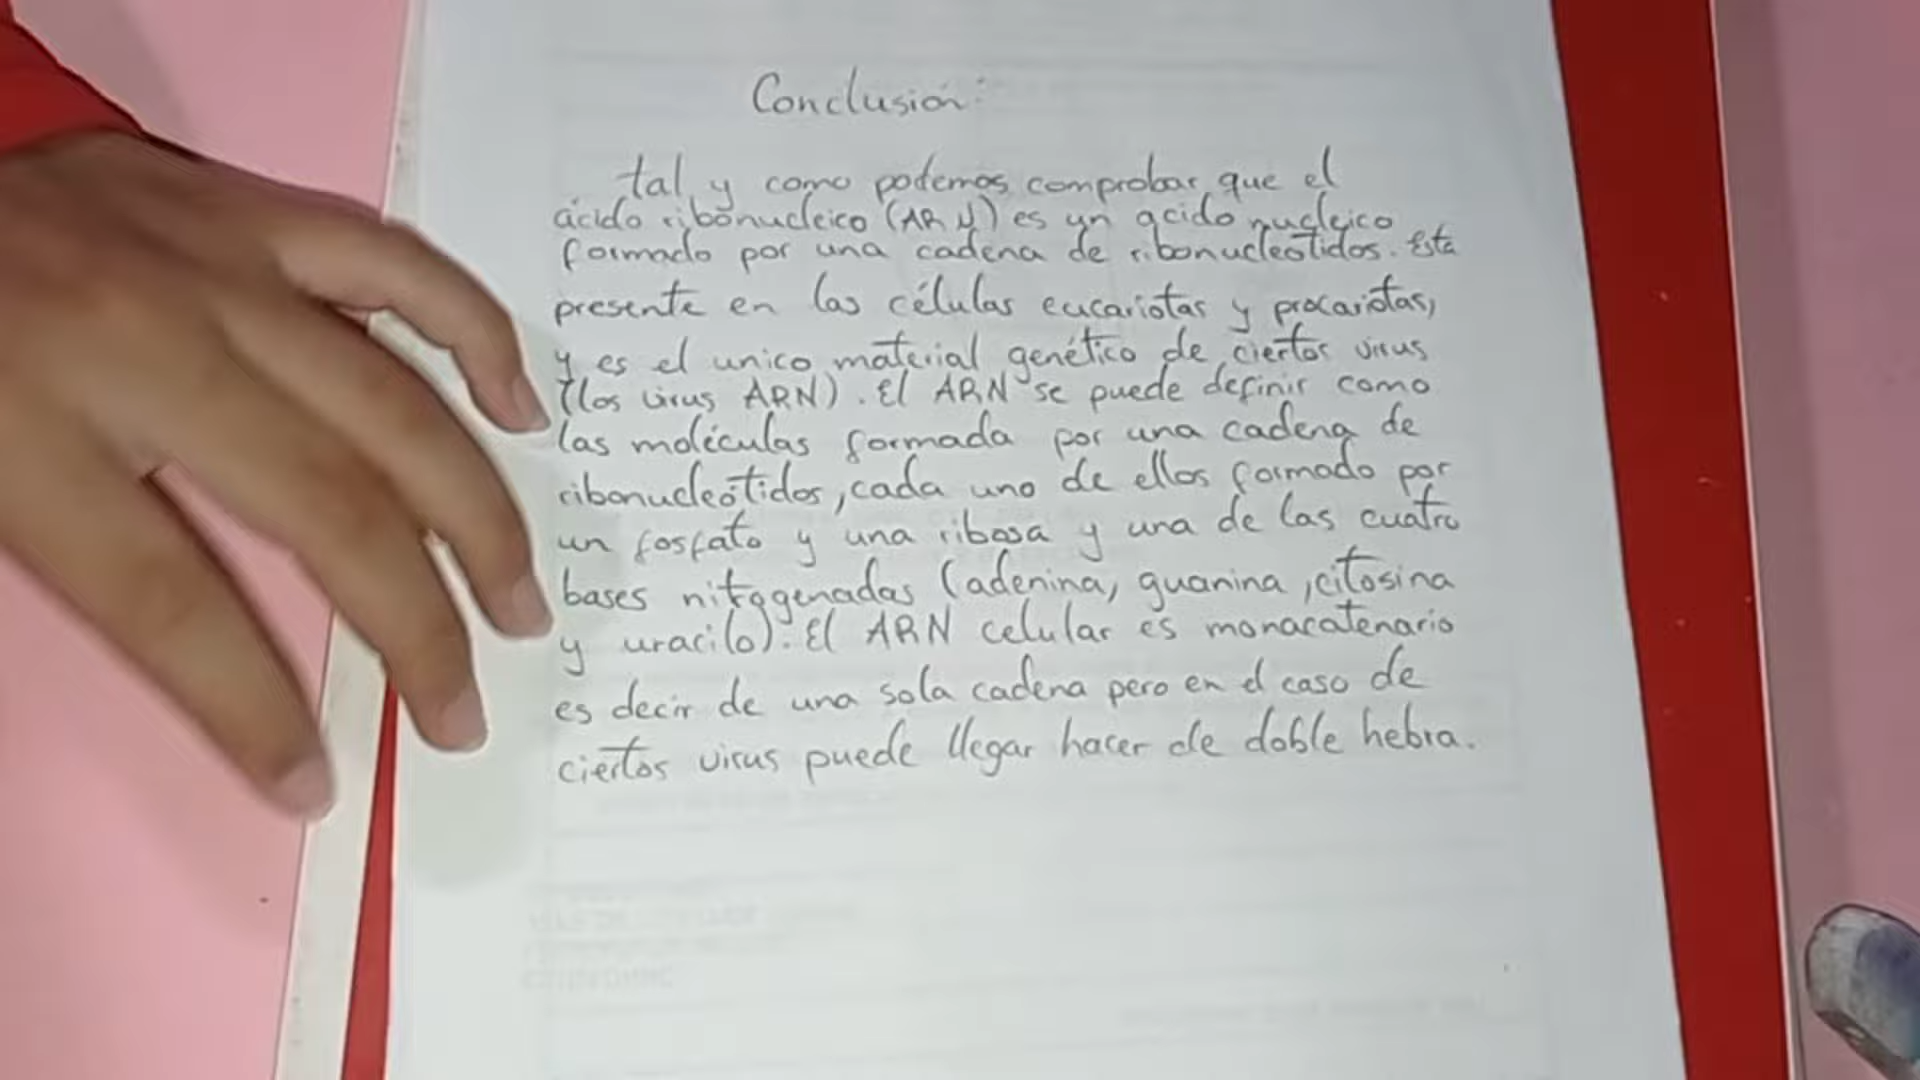 Conclusión:
tal y como podemos comprobar que el
ácido ribonucleico (ARN) es un acido nucleico
formado por una cadena de ribonucleótidos. Esta
presente en las células eucariotas y procariotas,
y es el unico material genético de ciertos virus
(los virus ARN). El ARN se puede definir como
las moléculas formada por una cadena de
ribonucleótidos, cada uno de ellos formado por
un fosfato y una ribosa y una de las cuatro
bases nitrogenadas (adenina, guanina, citosina
y uracilo). El ARN celular es monocatenario
es decir de una sola cadena pero en el caso de
ciertos virus puede llegar hacer de doble hebra.